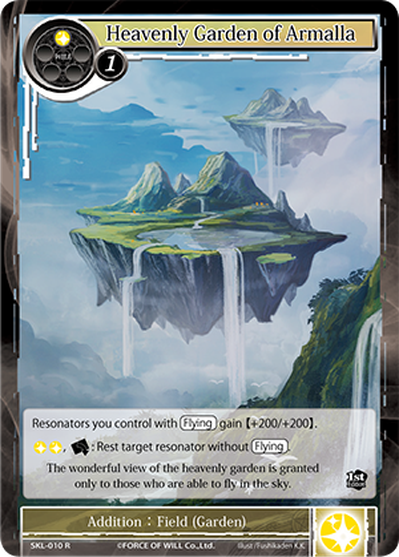 Heavenly Garden of Armalla
WILL
1
Resonators you control with Flying gain【+200/+200】.
, : Rest target resonator without Flying.
The wonderful view of the heavenly garden is granted
only to those who are able to fly in the sky.
1st
Edition
Addition : Field (Garden)
SKL-010 R ©FORCE OF WILL Co.,Ltd. Illust/Fushikaden K.K.